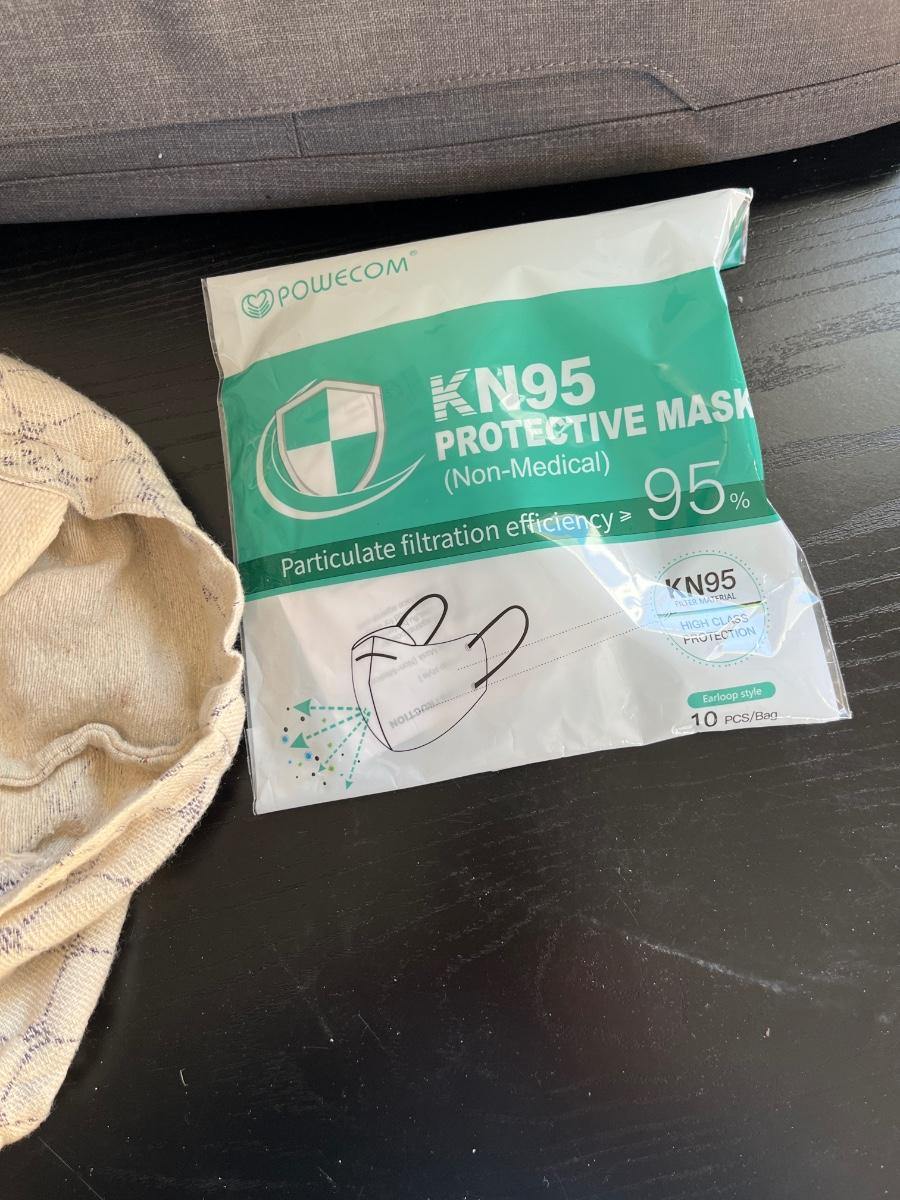 POWECOM®
KN95
PROTECTIVE MASK
(Non-Medical)
Particulate filtration efficiency ≥ 95%
KN95
FILTER MATERIAL
HIGH CLASS
PROTECTION
Earloop style
10 PCS/Bag